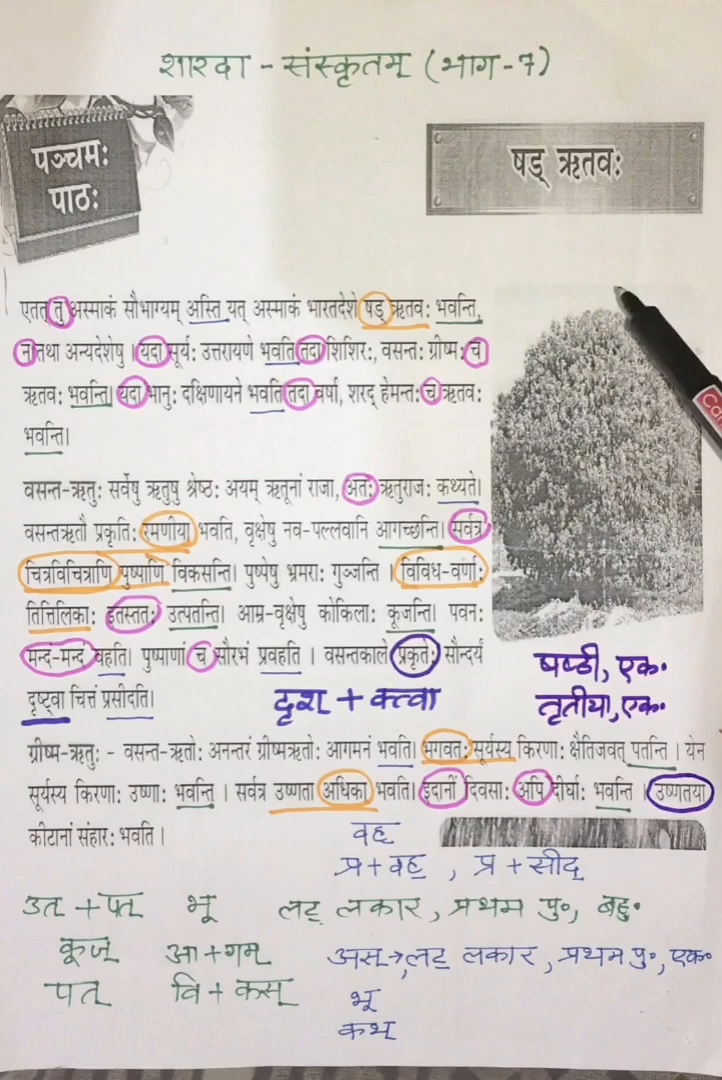 शारदा - संस्कृतम् (भाग-7)
पञ्चमः
पाठः
षड् ऋतवः
एतत् तु अस्माकं सौभाग्यम् अस्ति यत् अस्माकं भारतदेशे षड् ऋतवः भवन्ति,
न तथा अन्यदेशेषु । यदा सूर्यः उत्तरायणे भवति तदा शिशिरः, वसन्तः ग्रीष्मः च
ऋतवः भवन्ति। यदा भानुः दक्षिणायने भवति तदा वर्षा, शरद् हेमन्तः च ऋतवः
भवन्ति।
वसन्त-ऋतुः सर्वेषु ऋतुषु श्रेष्ठः अयम् ऋतूनां राजा, अतः ऋतुराजः कथ्यते।
वसन्तऋतौ प्रकृतिः रमणीया भवति, वृक्षेषु नव-पल्लवानि आगच्छन्ति। सर्वत्र
चित्रविचित्राणि पुष्पाणि विकसन्ति। पुष्पेषु भ्रमराः गुञ्जन्ति । विविध-वर्णाः
तित्तिलिकाः इतस्ततः उत्पतन्ति। आम्र-वृक्षेषु कोकिलाः कूजन्ति। पवनः
मन्द-मन्द वहति। पुष्पाणां च सौरभं प्रवहति । वसन्तकाले प्रकृतेः सौन्दर्यं
षष्ठी, एक॰
दृष्ट्वा चित्तं प्रसीदति।
दृश् + क्त्वा
तृतीया, एक॰
ग्रीष्म-ऋतुः - वसन्त-ऋतोः अनन्तरं ग्रीष्मऋतोः आगमनं भवति। भगवतः सूर्यस्य किरणाः क्षैतिजवत् पतन्ति । येन
सूर्यस्य किरणाः उष्णाः भवन्ति । सर्वत्र उष्णता अधिका भवति। इदानीं दिवसाः अपि दीर्घाः भवन्ति । उष्णतया
कीटानां संहारः भवति ।
वह्
प्र + वह् , प्र + सीद्
उत् + पत् भू लट् लकार, प्रथम पु॰, बहु॰
कूज् आ + गम् अस् → लट् लकार, प्रथम पु॰, एक॰
पत् वि + कस् भू
कथ्